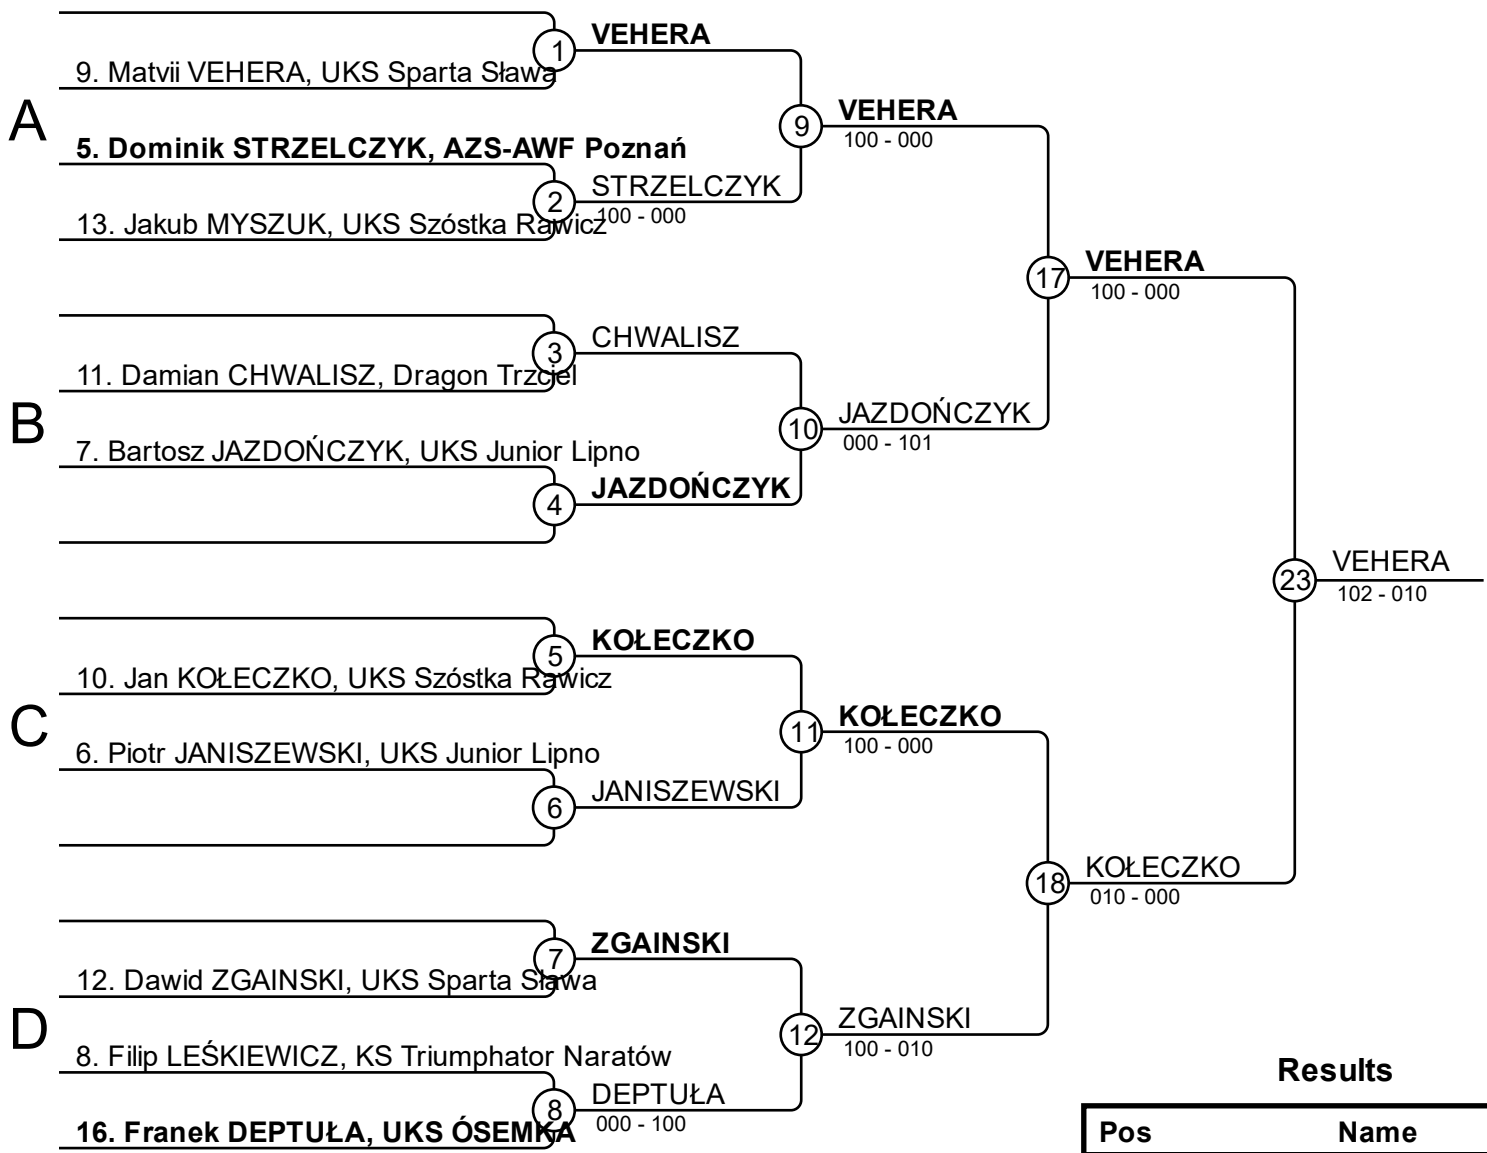 A
9. Matvii VEHERA, UKS Sparta Sława
5. Dominik STRZELCZYK, AZS-AWF Poznań
13. Jakub MYSZUK, UKS Szóstka Rawicz
1
VEHERA
2
STRZELCZYK
100 - 000
9
VEHERA
100 - 000
B
11. Damian CHWALISZ, Dragon Trzciel
7. Bartosz JAZDOŃCZYK, UKS Junior Lipno
3
CHWALISZ
4
JAZDOŃCZYK
10
JAZDOŃCZYK
000 - 101
17
VEHERA
100 - 000
C
10. Jan KOŁECZKO, UKS Szóstka Rawicz
6. Piotr JANISZEWSKI, UKS Junior Lipno
5
KOŁECZKO
6
JANISZEWSKI
11
KOŁECZKO
100 - 000
D
12. Dawid ZGAINSKI, UKS Sparta Sława
8. Filip LEŚKIEWICZ, KS Triumphator Naratów
16. Franek DEPTUŁA, UKS ÓSEMKA
7
ZGAINSKI
8
DEPTUŁA
000 - 100
12
ZGAINSKI
100 - 010
18
KOŁECZKO
010 - 000
23
VEHERA
102 - 010
Results
Pos Name